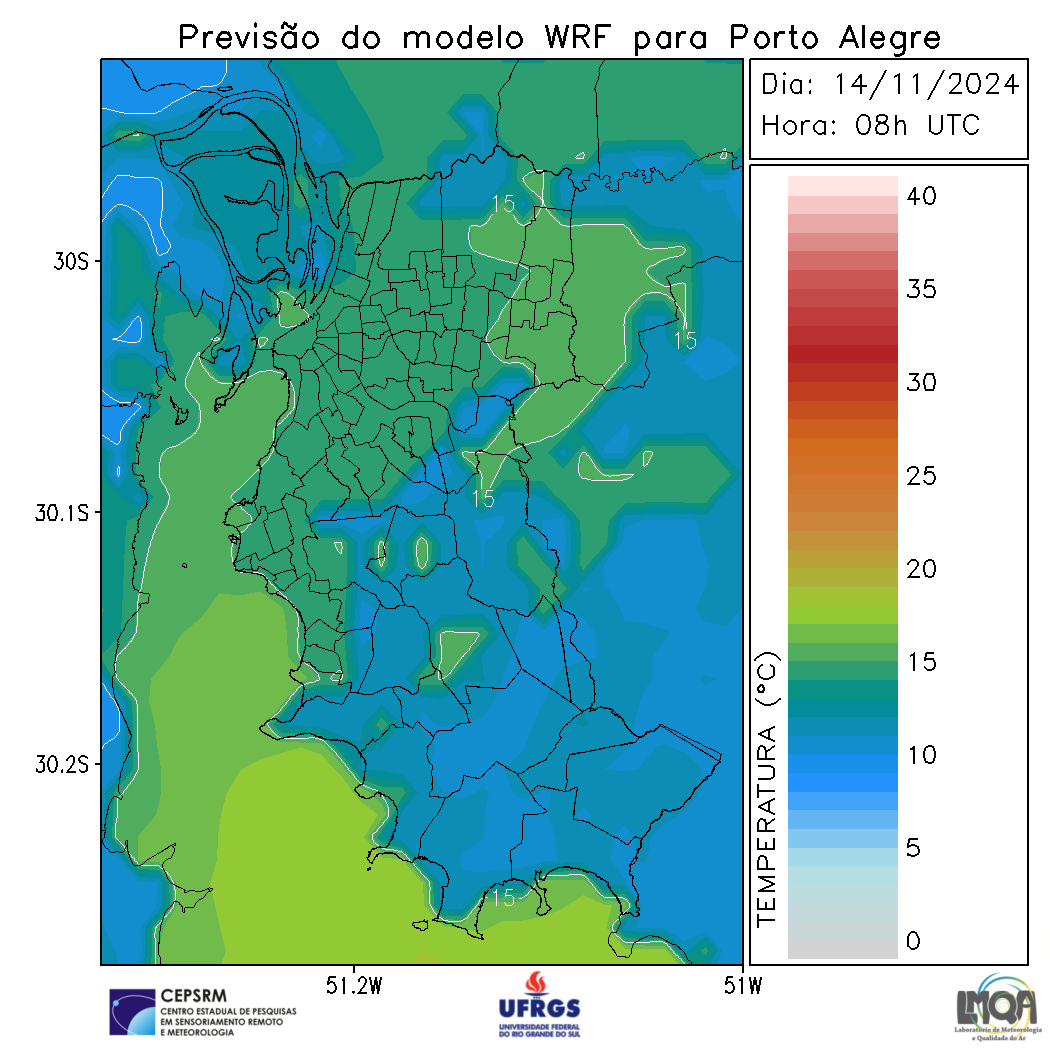 Previsão do modelo WRF para Porto Alegre
Dia: 14/11/2024
Hora: 08h UTC
40
35
30
25
20
15
10
5
0
TEMPERATURA (°C)
30S
30.1S
30.2S
51.2W
51W
15
15
15
15
CEPSRM
CENTRO ESTADUAL DE PESQUISAS
EM SENSORIAMENTO REMOTO
E METEOROLOGIA
UFRGS
UNIVERSIDADE FEDERAL
DO RIO GRANDE DO SUL
LMQA
Laboratório de Meteorologia
e Qualidade do Ar